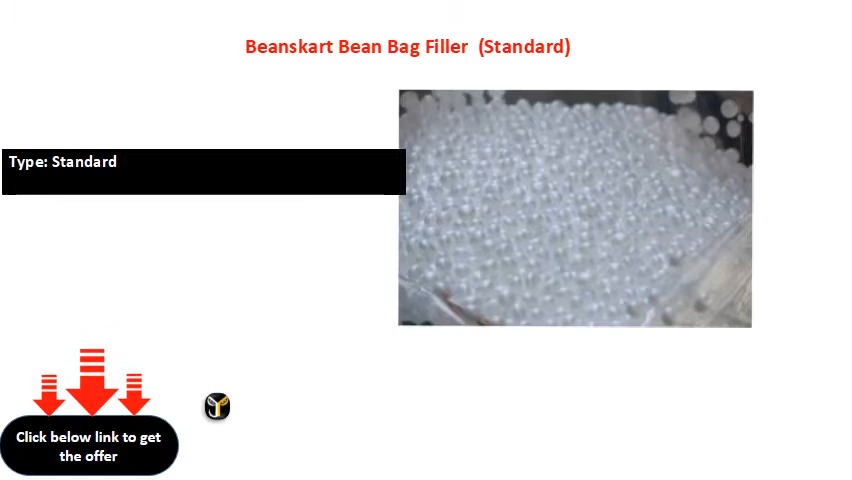 Beanskart Bean Bag Filler  (Standard)
Type: Standard
Click below link to get
the offer